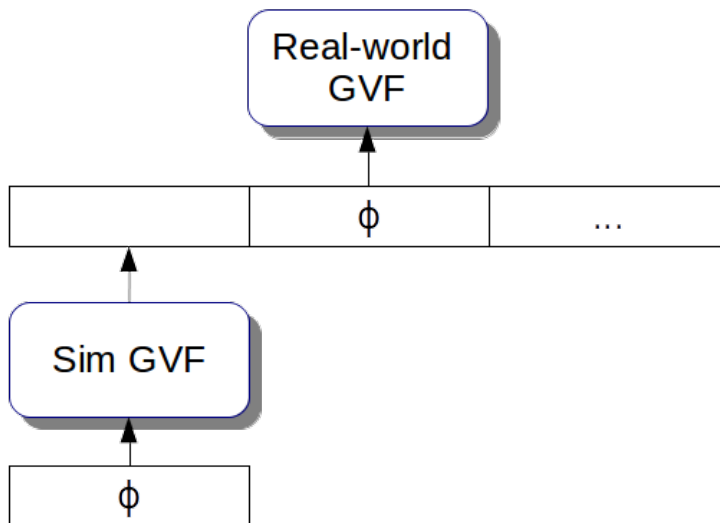 Real-world
GVF
ϕ
...
Sim GVF
ϕ